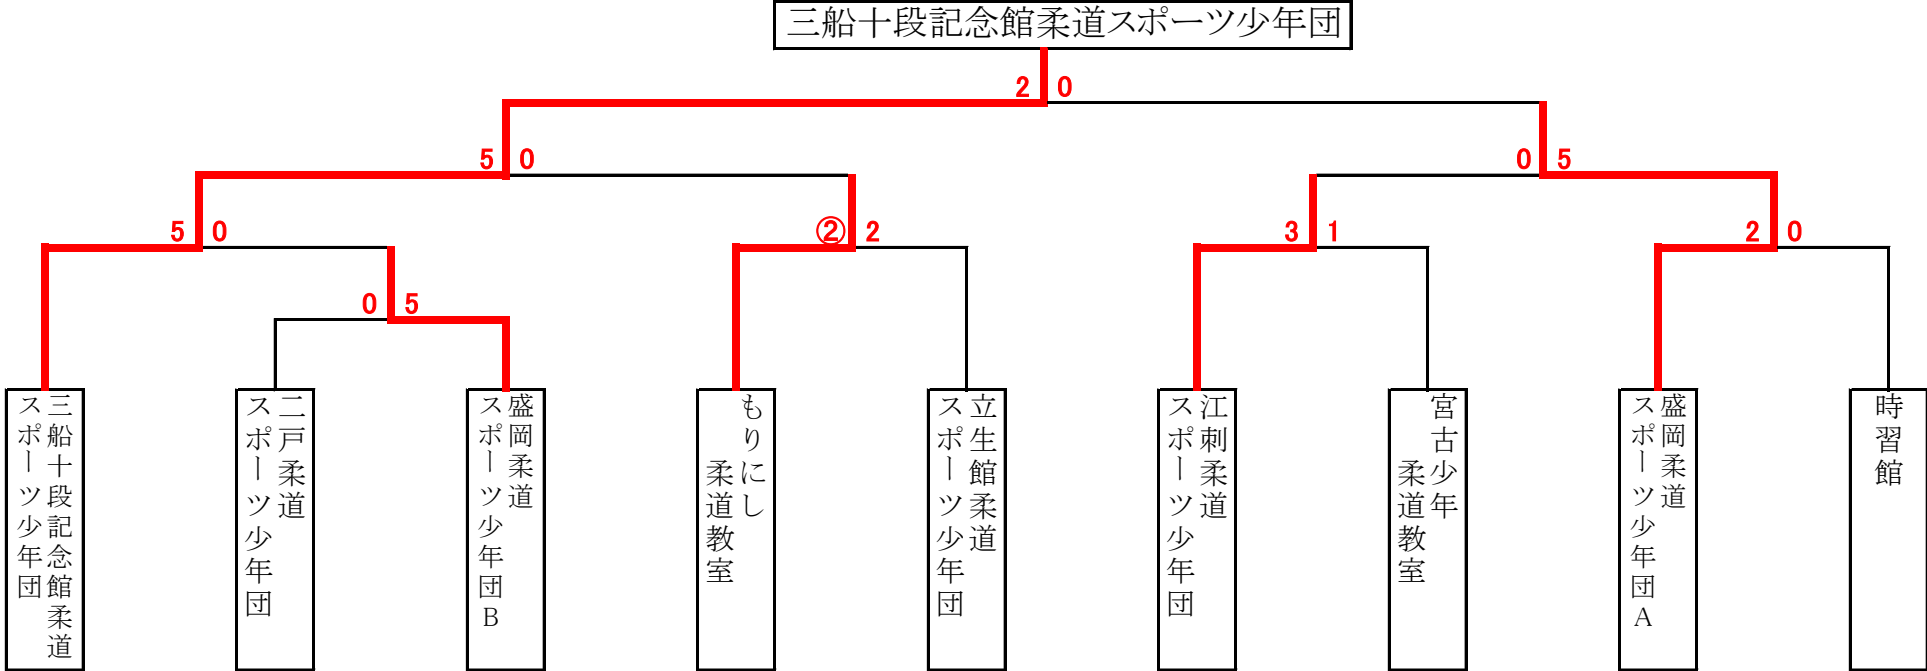 三船十段記念館柔道スポーツ少年団
2 0
5 0
0 5
5 0
② 2
3 1
2 0
0 5
三船十段記念館柔道
スポーツ少年団
二戸柔道
スポーツ少年団
盛岡柔道
スポーツ少年団B
もりにし
柔道教室
立生館柔道
スポーツ少年団
江刺柔道
スポーツ少年団
宮古少年
柔道教室
盛岡柔道
スポーツ少年団A
時習館